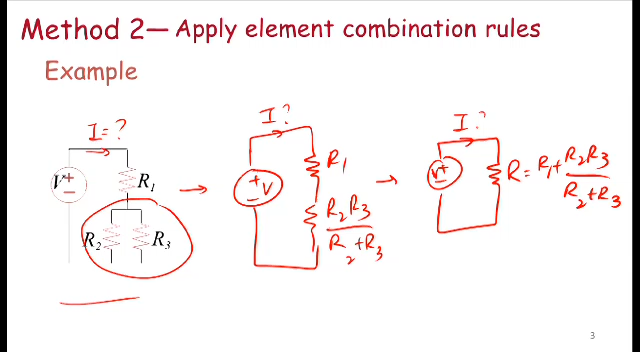 Method 2— Apply element combination rules
Example
I = ?
V + −
R1
R2 R3
I ?
+ V −
R1
R2R3
R2 + R3
I ?
V + −
R = R1 + R2R3
R2 + R3
3